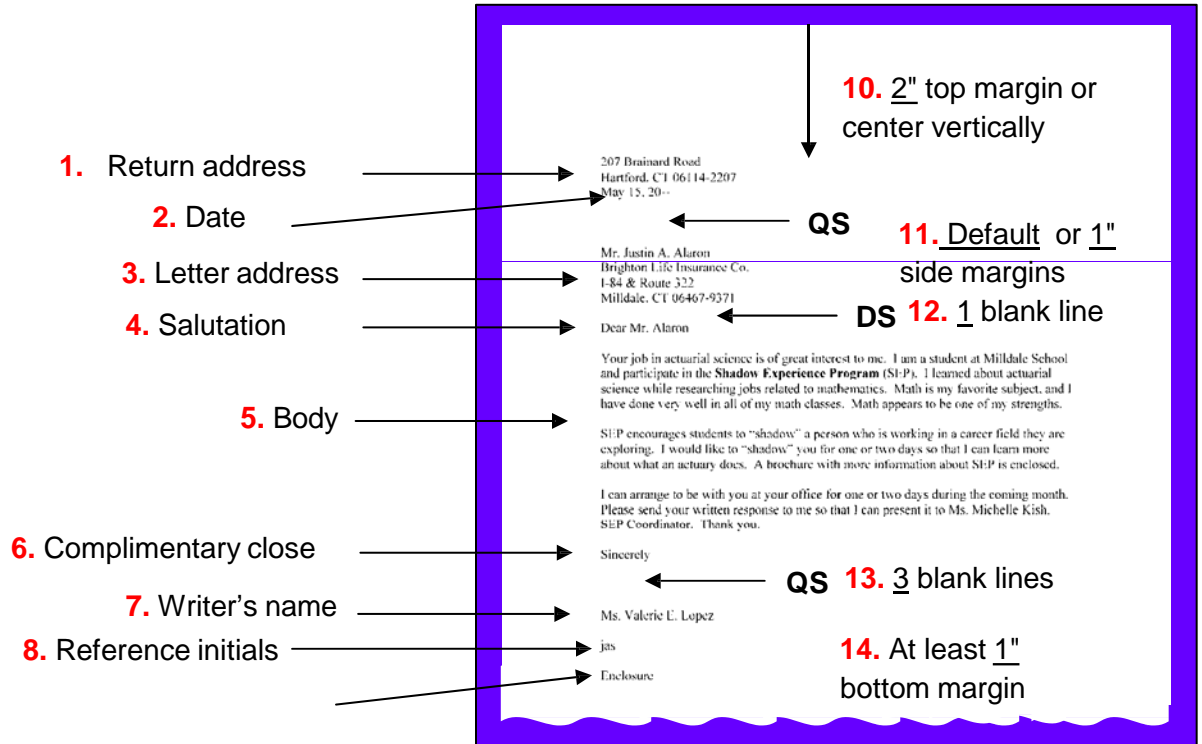 10. 2" top margin or
center vertically
1. Return address
2. Date
3. Letter address
4. Salutation
5. Body
6. Complimentary close
7. Writer's name
8. Reference initials
207 Brainard Road
Hartford, CT 06114-2207
May 15, 20--
QS
11. Default or 1"
side margins
Mr. Justin A. Alaron
Brighton Life Insurance Co.
I-84 & Route 322
Milldale, CT 06467-9371
DS 12. 1 blank line
Dear Mr. Alaron
Your job in actuarial science is of great interest to me. I am a student at Milldale School
and participate in the Shadow Experience Program (SEP). I learned about actuarial
science while researching jobs related to mathematics. Math is my favorite subject, and I
have done very well in all of my math classes. Math appears to be one of my strengths.
SEP encourages students to “shadow” a person who is working in a career field they are
exploring. I would like to “shadow” you for one or two days so that I can learn more
about what an actuary does. A brochure with more information about SEP is enclosed.
I can arrange to be with you at your office for one or two days during the coming month.
Please send your written response to me so that I can present it to Ms. Michelle Kish.
SEP Coordinator. Thank you.
Sincerely
QS 13. 3 blank lines
Ms. Valerie E. Lopez
jas
Enclosure
14. At least 1"
bottom margin